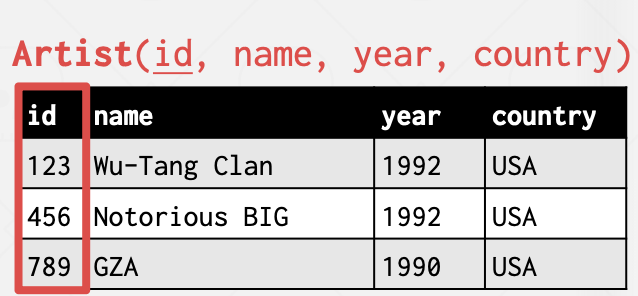 Artist(id, name, year, country)
id name year country
123 Wu-Tang Clan 1992 USA
456 Notorious BIG 1992 USA
789 GZA 1990 USA